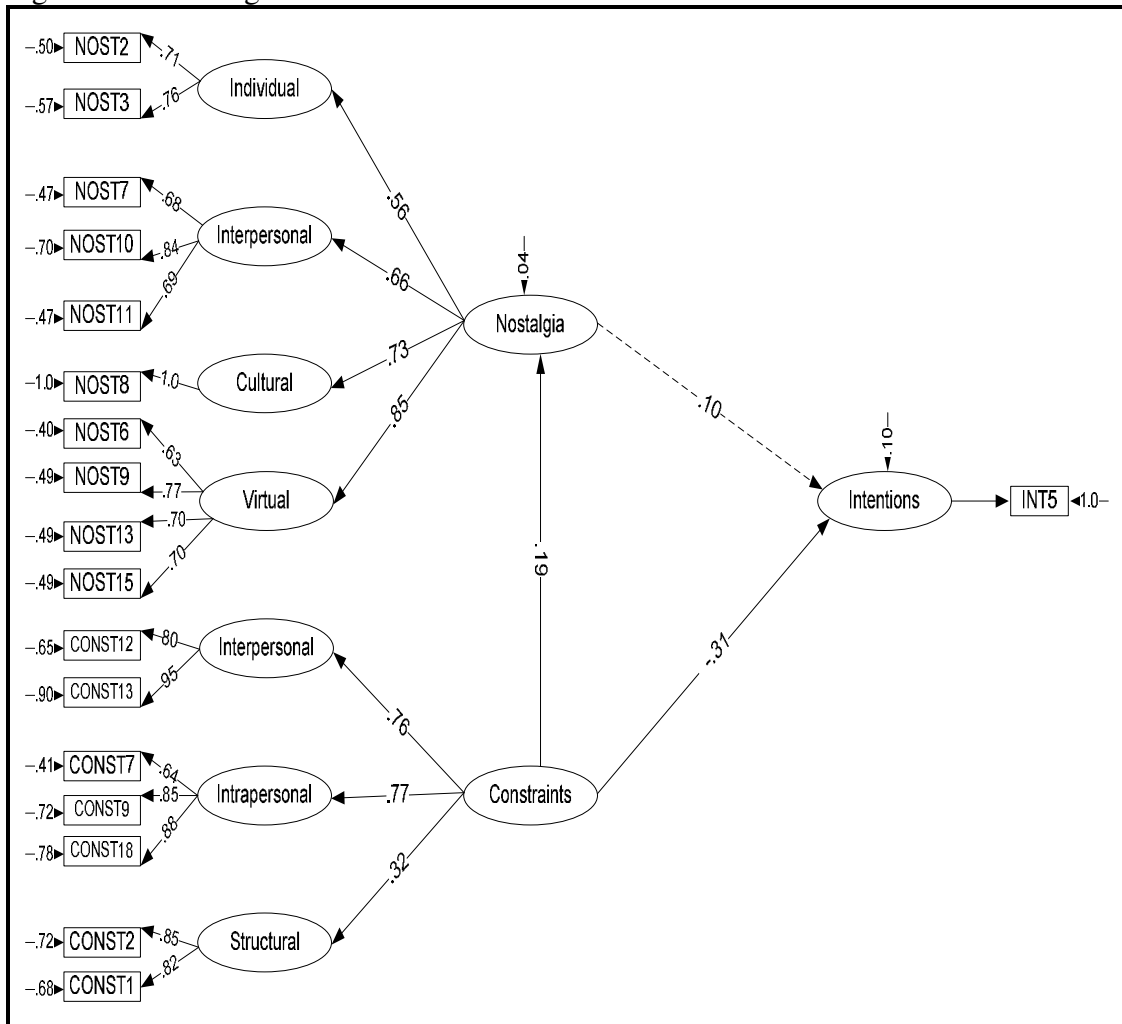 .50 NOST2 .71
Individual
.57 NOST3 .76
.56
.47 NOST7 .68
.70 NOST10 .84 Interpersonal
.66
.04
.47 NOST11 .69
Nostalgia
1.0 NOST8 1.0 Cultural
.73
.10
.40 NOST6 .63
.85
.10
.49 NOST9 .77 Virtual
Intentions INT5 1.0
.49 NOST13 .70
.19
.49 NOST15 .70
.65 CONST12 .80 Interpersonal
-.31
.90 CONST13 .95
.76
.41 CONST7 .64
.72 CONST9 .85 Intrapersonal .77 Constraints
.78 CONST18 .88
.32
.72 CONST2 .85 Structural
.68 CONST1 .82